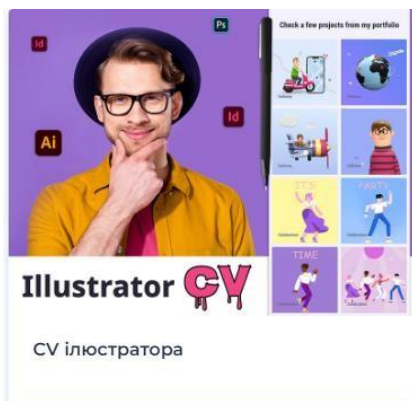 Ps
Id
Id
Ai
Check a few projects from my portfolio
IT'S
PARTY
TIME
Illustrator CV
CV ілюстратора